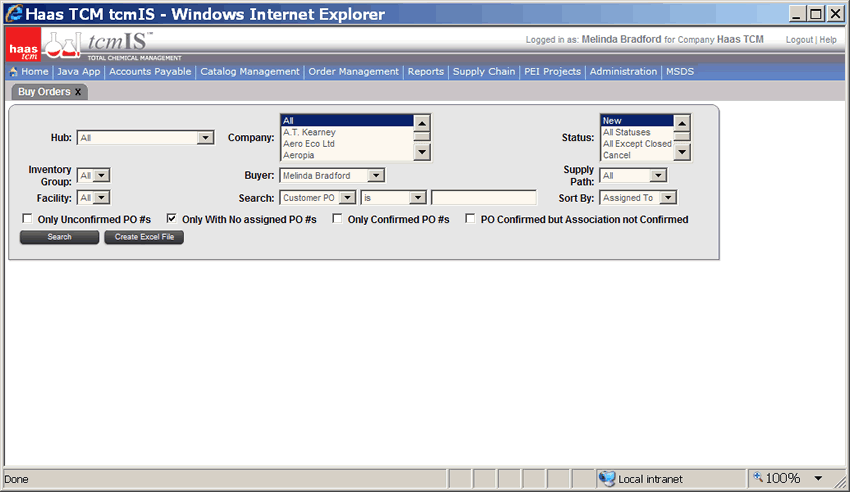 Haas TCM tcmIS - Windows Internet Explorer
haas tcm
tcmIS™
TOTAL CHEMICAL MANAGEMENT
Logged in as: Melinda Bradford for Company Haas TCM
Logout | Help
Home | Java App | Accounts Payable | Catalog Management | Order Management | Reports | Supply Chain | PEI Projects | Administration | MSDS
Buy Orders X
Hub: All
Company: All
A.T. Kearney
Aero Eco Ltd
Aeropia
Status: New
All Statuses
All Except Closed
Cancel
Inventory Group: All
Buyer: Melinda Bradford
Supply Path: All
Facility: All
Search: Customer PO is
Sort By: Assigned To
Only Unconfirmed PO #s
Only With No assigned PO #s
Only Confirmed PO #s
PO Confirmed but Association not Confirmed
Search
Create Excel File
Done
Local intranet
100%